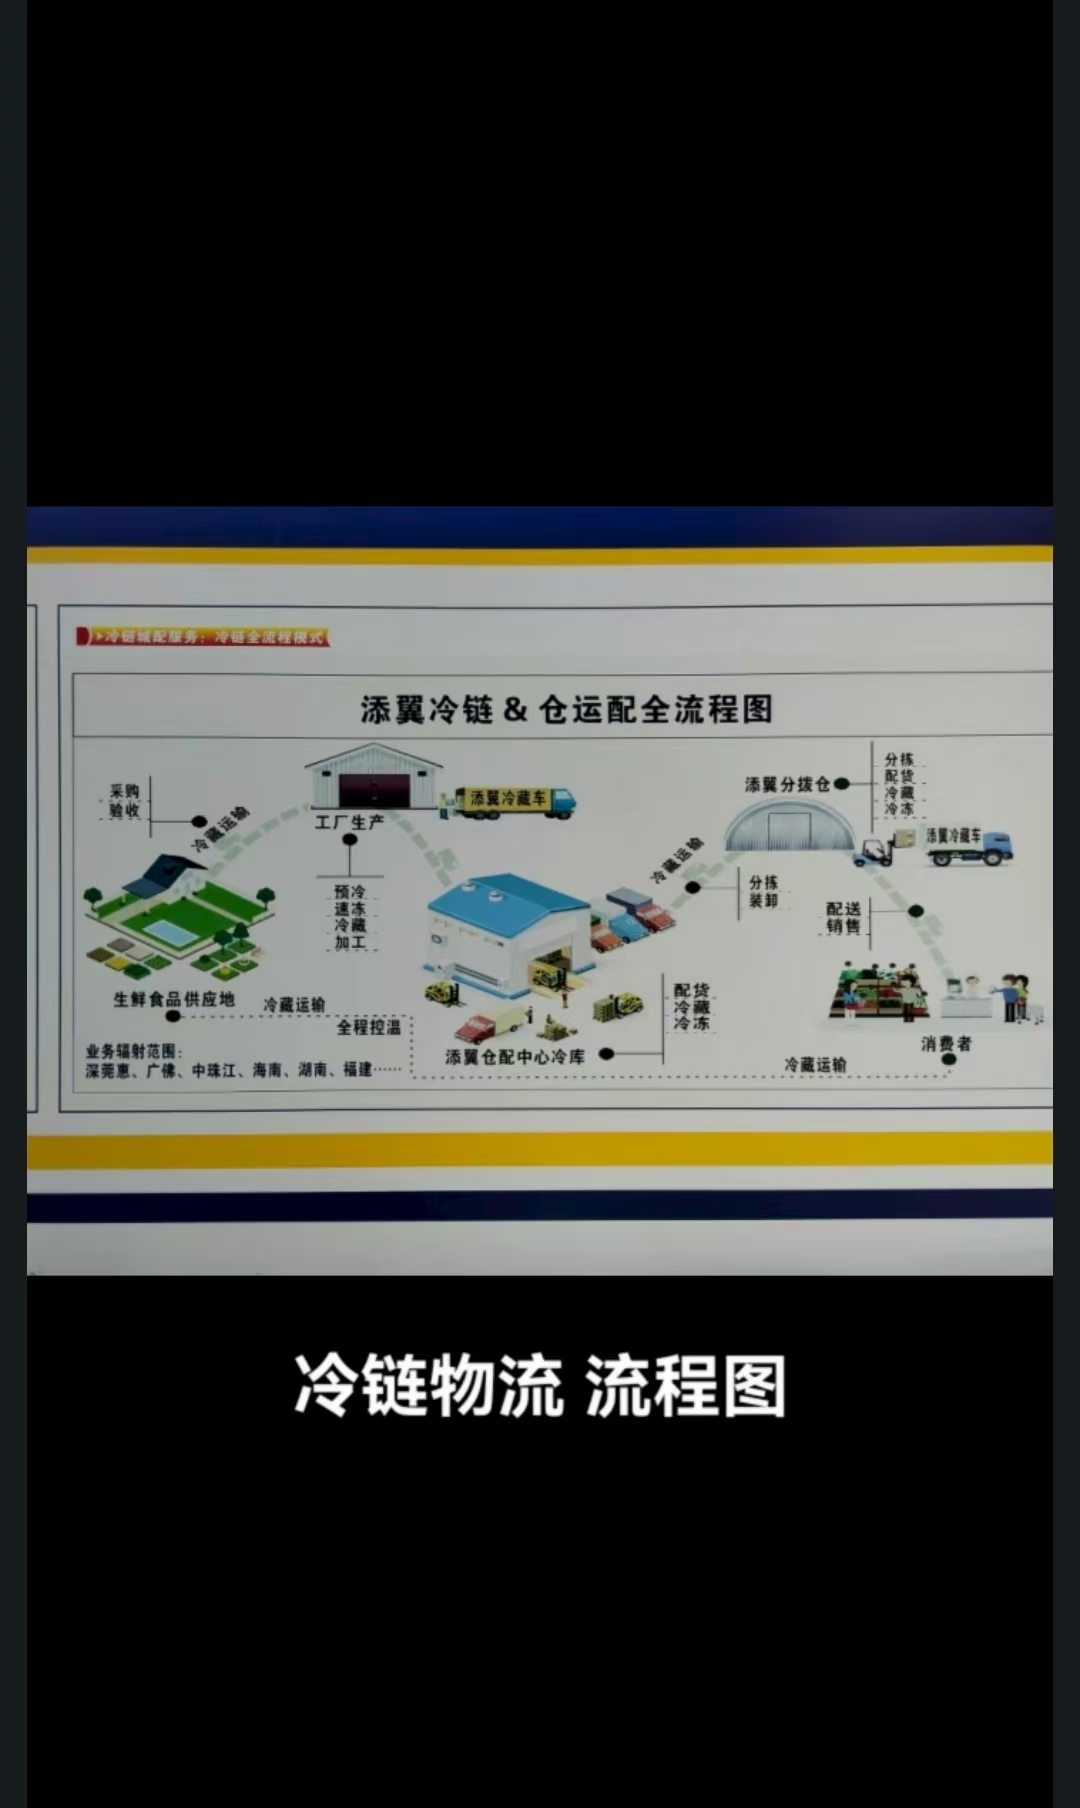 冷链城配服务：冷链全流程模式
添翼冷链 & 仓运配全流程图
采购
验收
冷藏运输
工厂生产
添翼冷藏车
预冷
速冻
冷藏
加工
生鲜食品供应地
冷藏运输
全程控温
业务辐射范围：
深莞惠、广佛、中珠江、海南、湖南、福建……
添翼仓配中心冷库
配货
冷藏
冷冻
冷藏运输
分拣
装卸
添翼分拨仓
分拣
配货
冷藏
冷冻
添翼冷藏车
配送
销售
消费者
冷藏运输
冷链物流 流程图